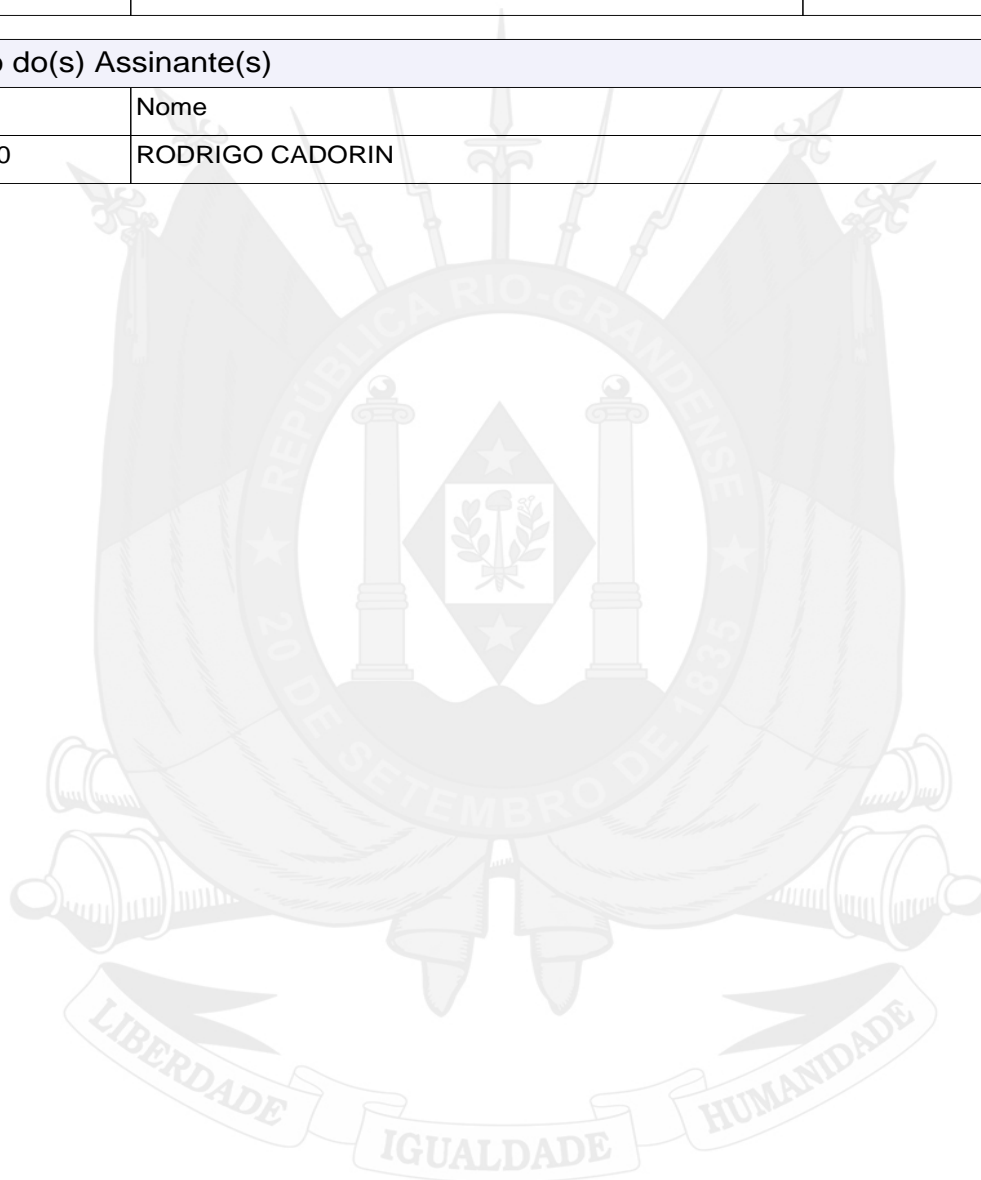 o do(s) Assinante(s)
Nome
0 RODRIGO CADORIN
REPÚBLICA RIO-GRANDENSE
20 DE SETEMBRO DE 1835
LIBERDADE
IGUALDADE
HUMANIDADE